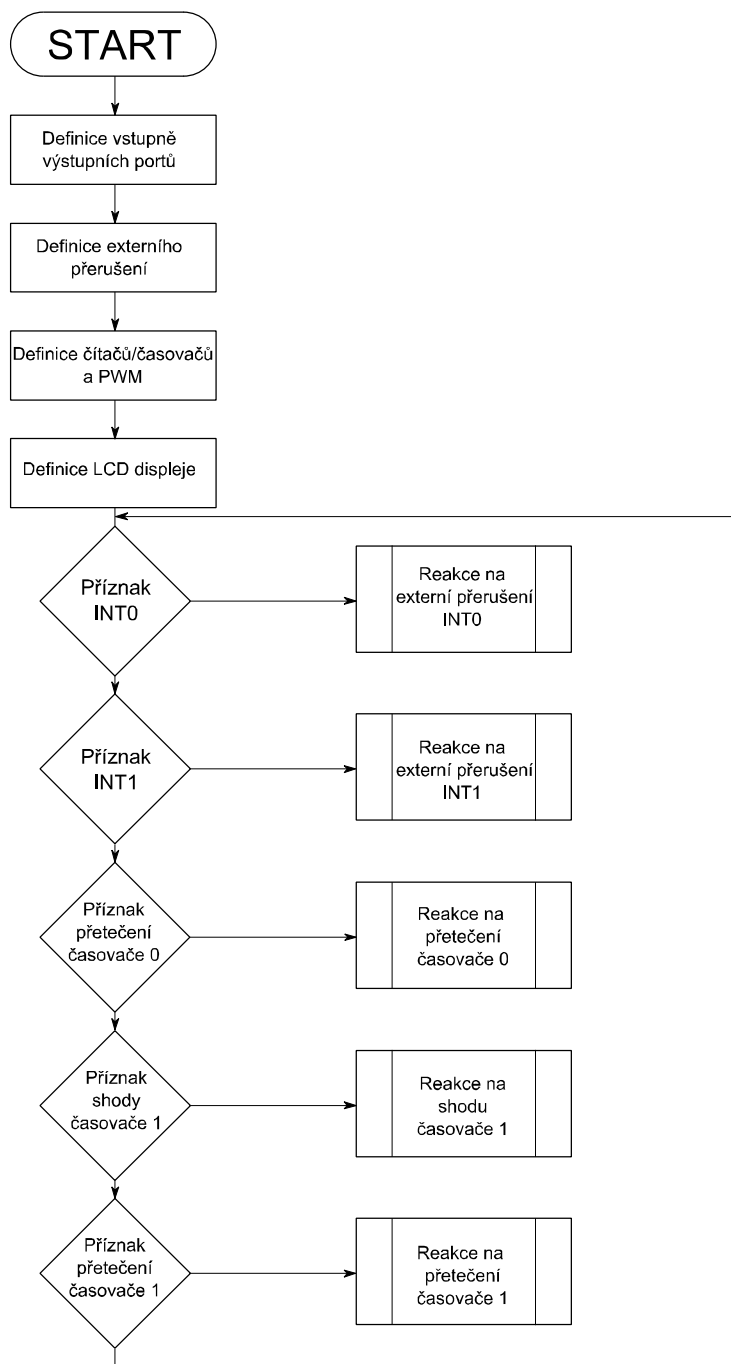 START
Definice vstupně
výstupních portů
Definice externího
přerušení
Definice čítačů/časovačů
a PWM
Definice LCD displeje
Příznak
INT0
Reakce na
externí přerušení
INT0
Příznak
INT1
Reakce na
externí přerušení
INT1
Příznak
přetečení
časovače 0
Reakce na
přetečení
časovače 0
Příznak
shody
časovače 1
Reakce na
shodu
časovače 1
Příznak
přetečení
časovače 1
Reakce na
přetečení
časovače 1